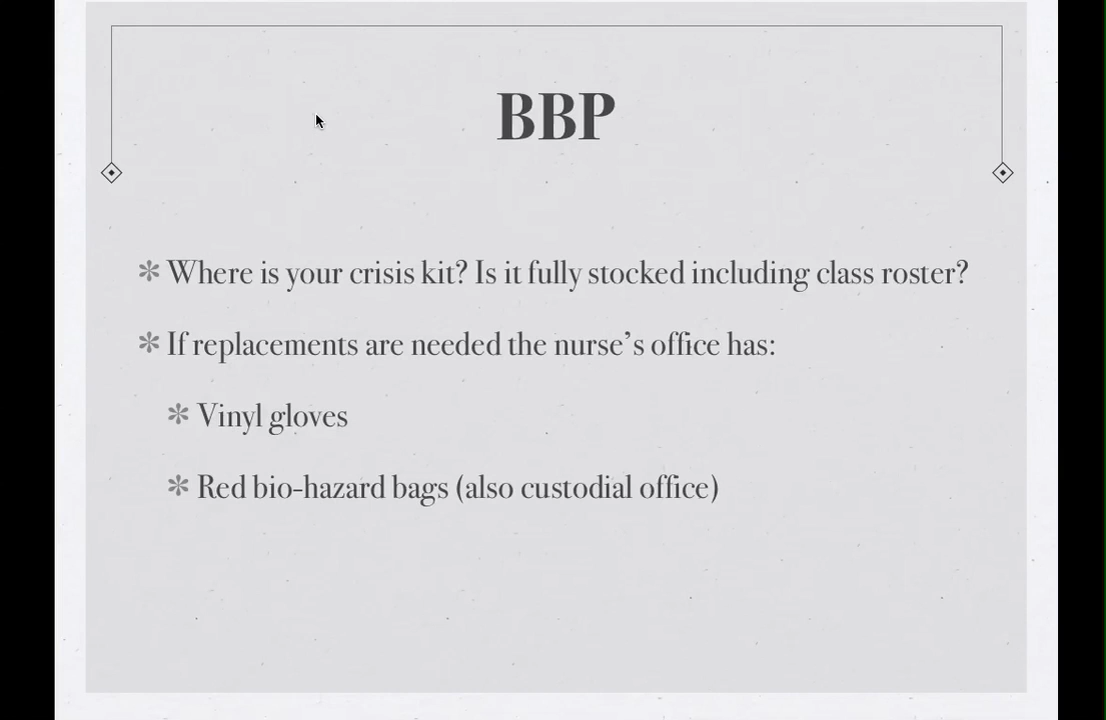 BBP
✻ Where is your crisis kit? Is it fully stocked including class roster?
✻ If replacements are needed the nurse’s office has:
✻ Vinyl gloves
✻ Red bio-hazard bags (also custodial office)